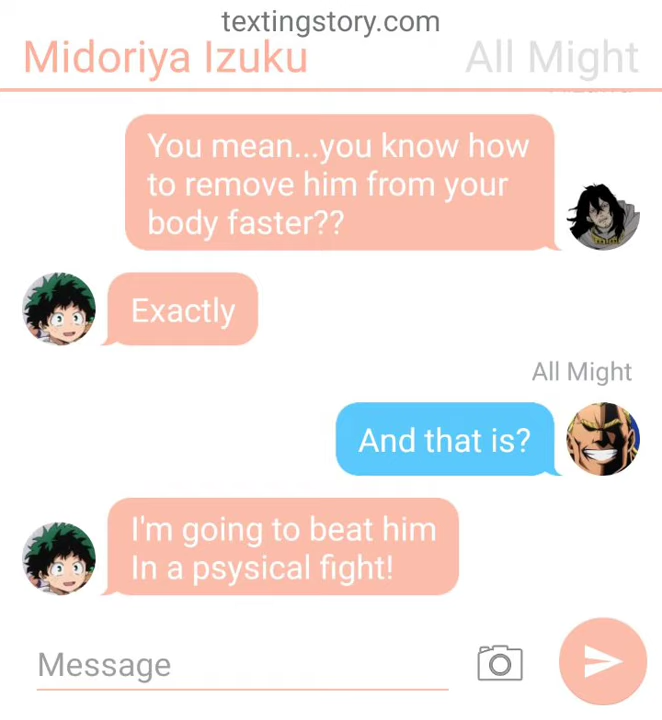 textingstory.com
Midoriya Izuku All Might
You mean...you know how
to remove him from your
body faster??
Exactly
All Might
And that is?
I'm going to beat him
In a psysical fight!
Message